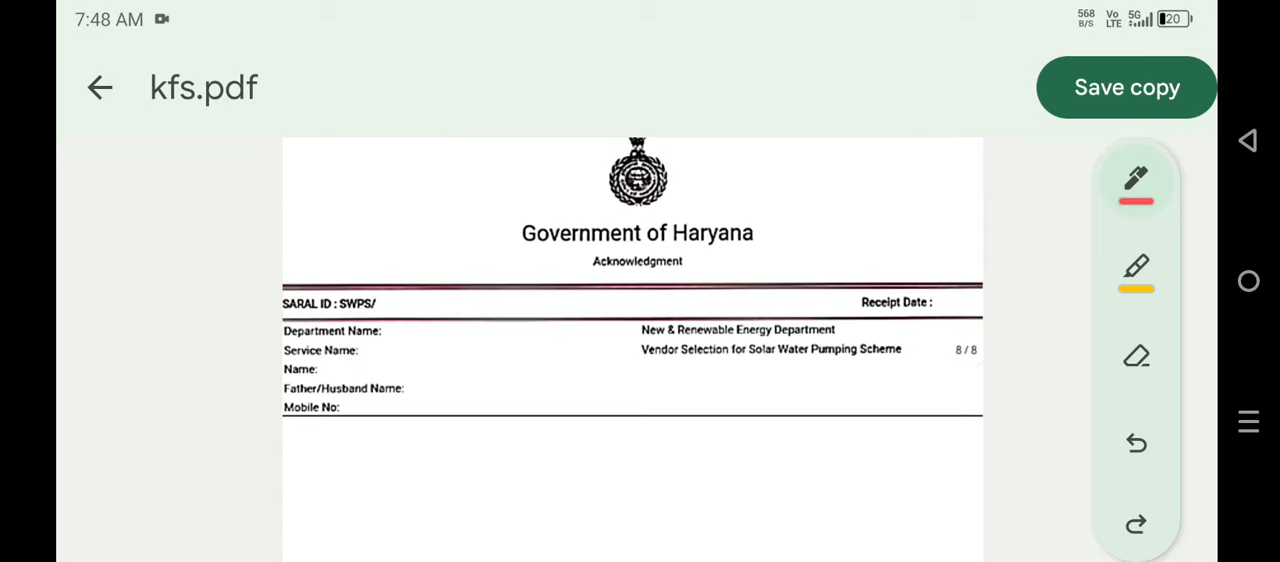 7:48 AM
568 B/S Vo LTE 5G 20
kfs.pdf
Save copy
Government of Haryana
Acknowledgment
SARAL ID : SWPS/ Receipt Date :
Department Name: New & Renewable Energy Department
Service Name: Vendor Selection for Solar Water Pumping Scheme 8 / 8
Name:
Father/Husband Name:
Mobile No: